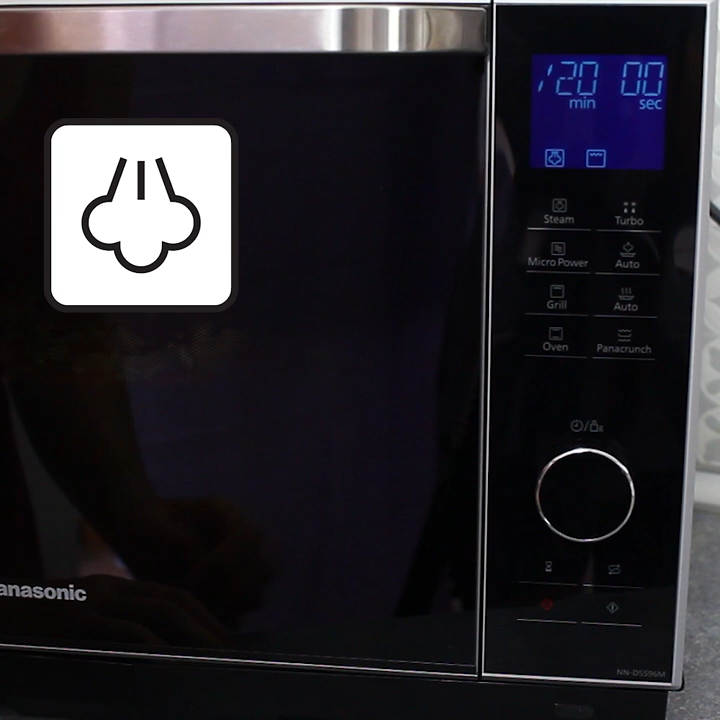 20 00
min sec
Steam Turbo
Micro Power Auto
Grill Auto
Oven Panacrunch
anasonic
NN-DS596M